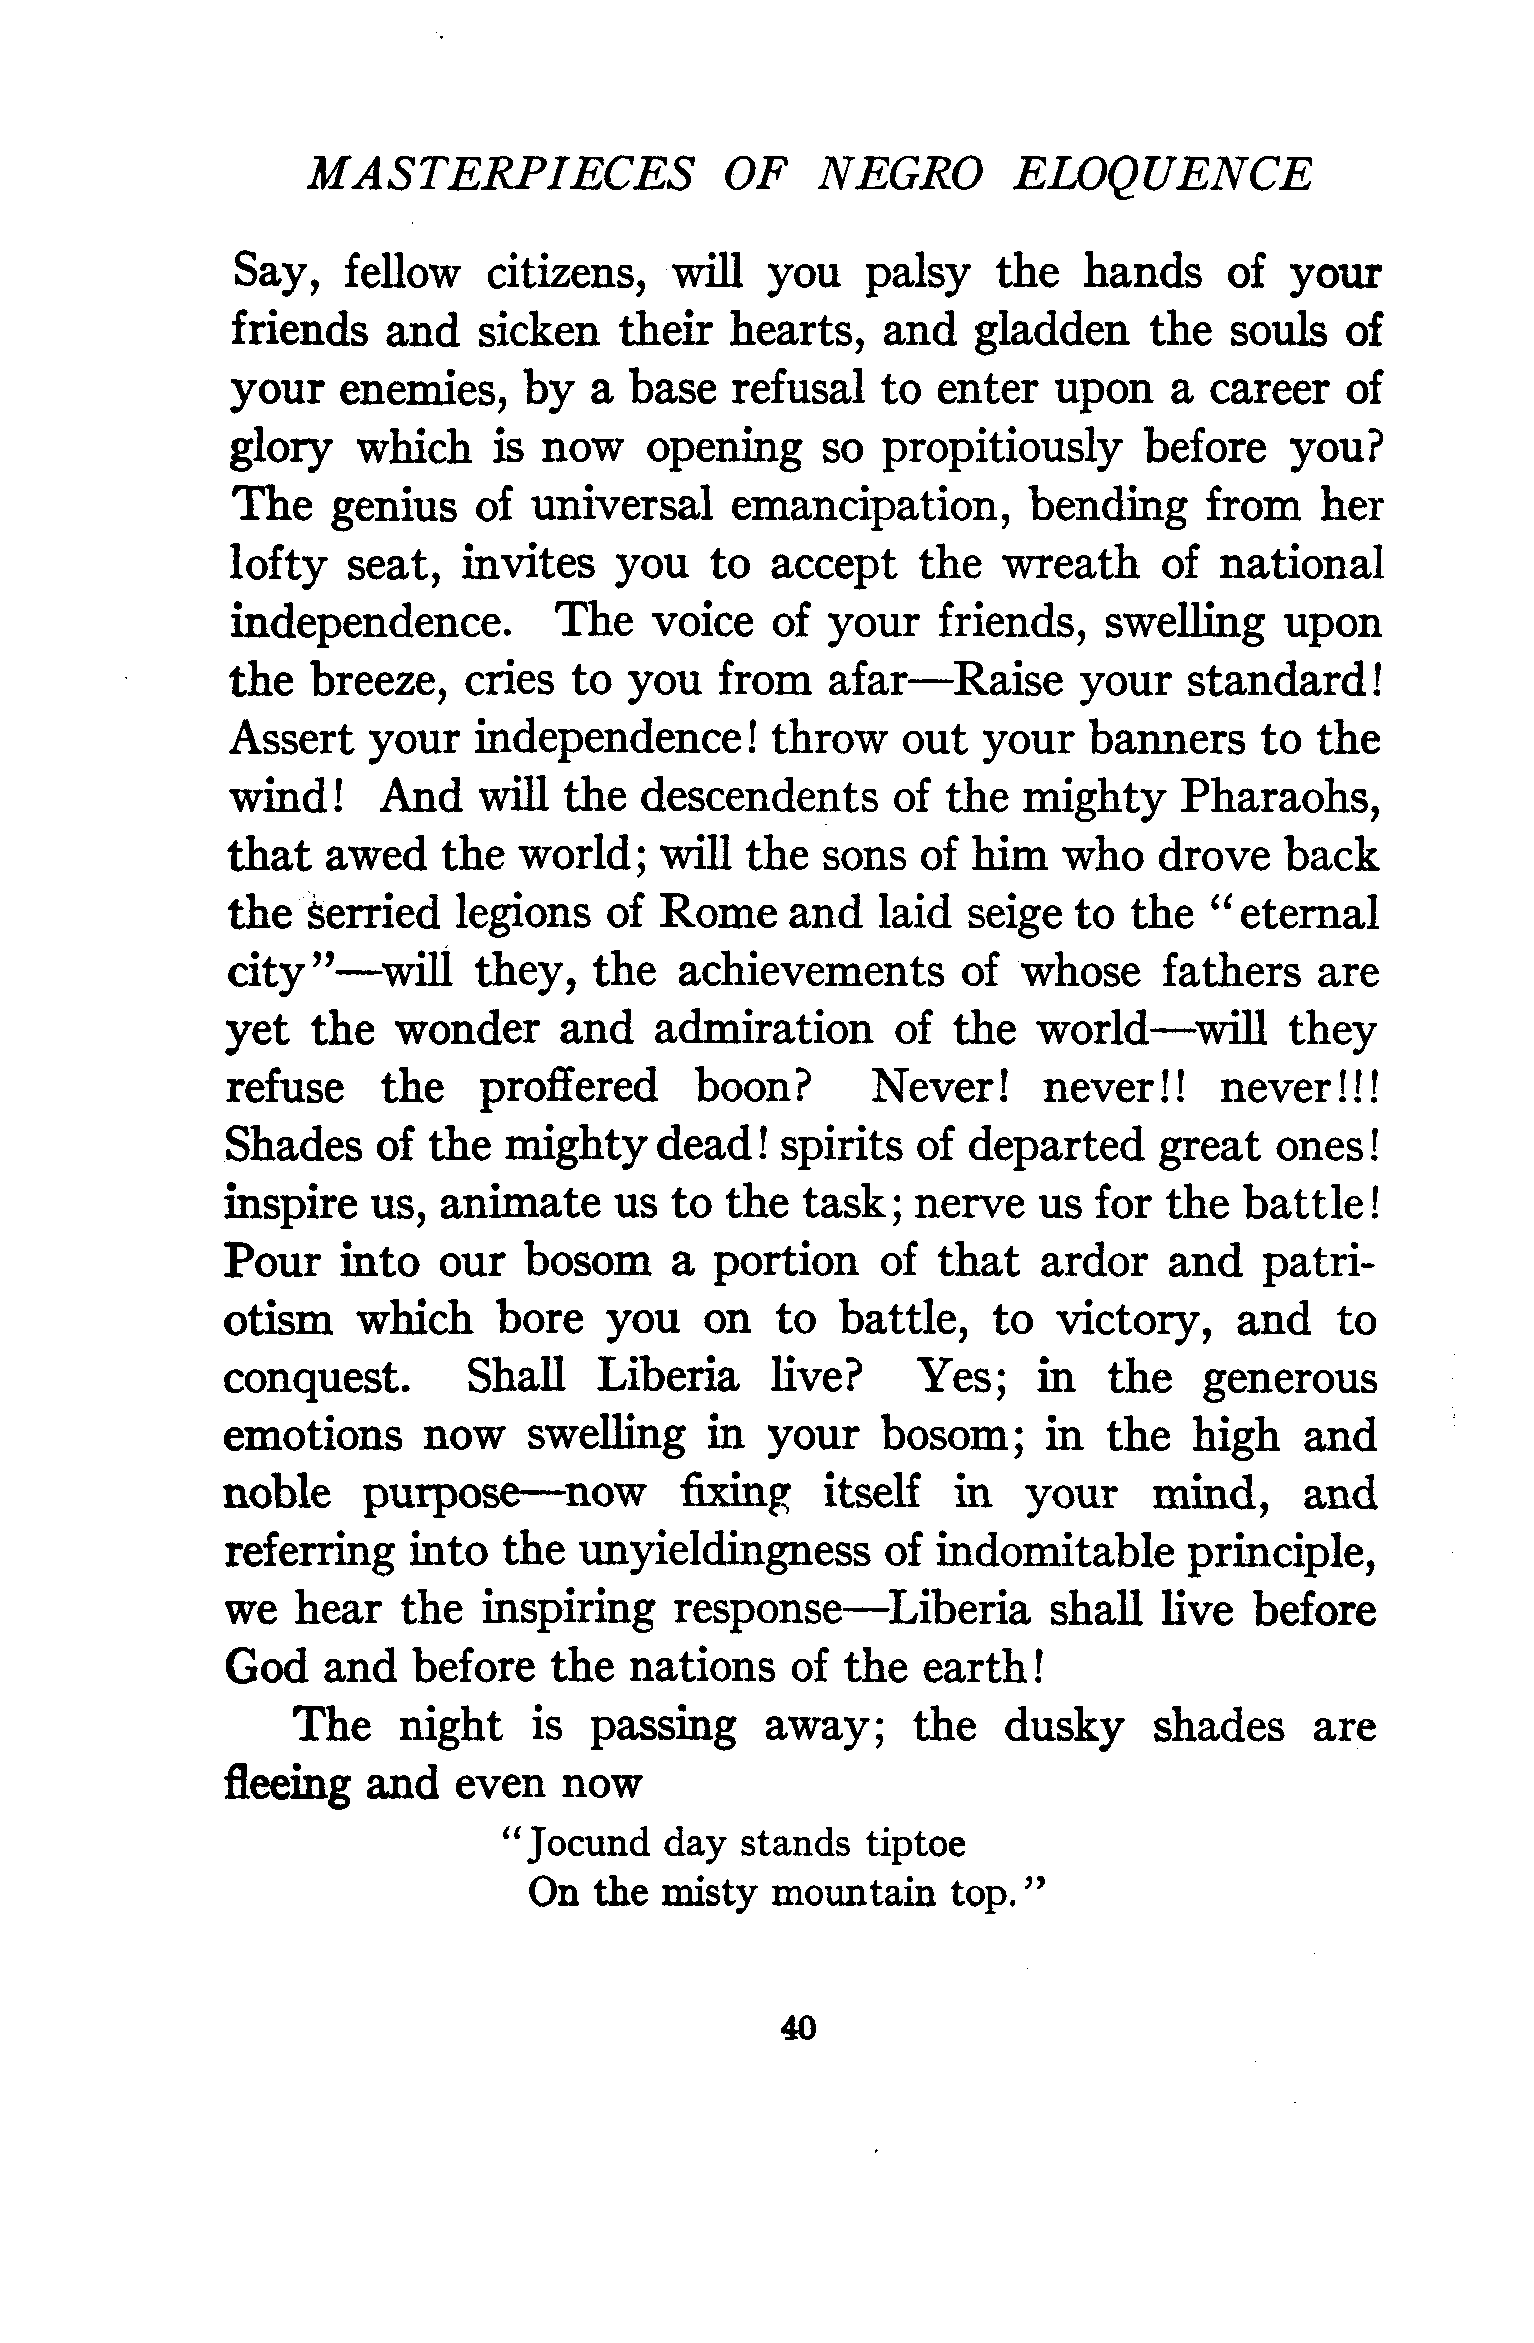 MASTERPIECES OF NEGRO ELOQUENCE
Say, fellow citizens, will you palsy the hands of your
friends and sicken their hearts, and gladden the souls of
your enemies, by a base refusal to enter upon a career of
glory which is now opening so propitiously before you?
The genius of universal emancipation, bending from her
lofty seat, invites you to accept the wreath of national
independence. The voice of your friends, swelling upon
the breeze, cries to you from afar—Raise your standard!
Assert your independence! throw out your banners to the
wind! And will the descendents of the mighty Pharaohs,
that awed the world; will the sons of him who drove back
the serried legions of Rome and laid seige to the "eternal
city"—will they, the achievements of whose fathers are
yet the wonder and admiration of the world—will they
refuse the proffered boon? Never! never!! never!!!
Shades of the mighty dead! spirits of departed great ones!
inspire us, animate us to the task; nerve us for the battle!
Pour into our bosom a portion of that ardor and patri-
otism which bore you on to battle, to victory, and to
conquest. Shall Liberia live? Yes; in the generous
emotions now swelling in your bosom; in the high and
noble purpose—now fixing itself in your mind, and
referring into the unyieldingness of indomitable principle,
we hear the inspiring response—Liberia shall live before
God and before the nations of the earth!
The night is passing away; the dusky shades are
fleeing and even now
"Jocund day stands tiptoe
On the misty mountain top."
40